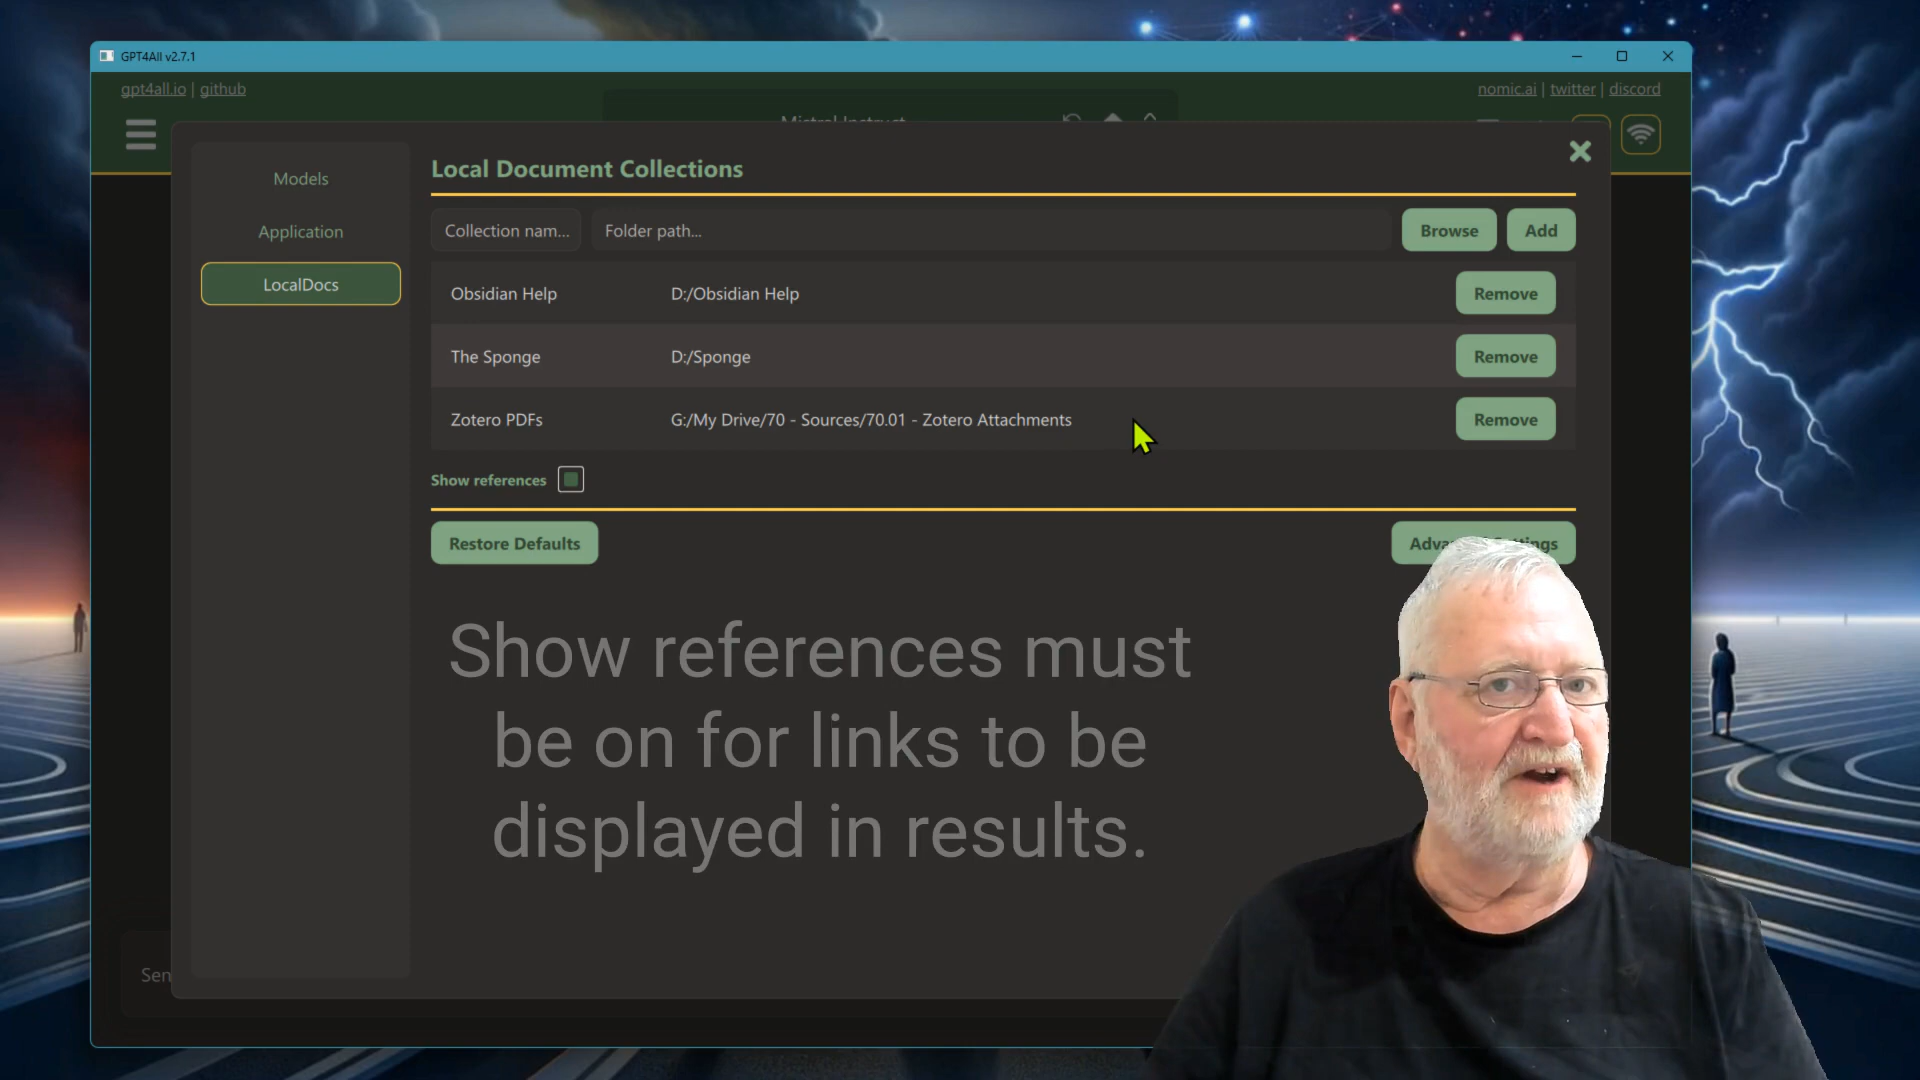 GPT4All v2.7.1
gpt4all.io | github
nomic.ai | twitter | discord
Mistral Instruct
Models
Application
LocalDocs
Local Document Collections
Collection nam...
Folder path...
Browse
Add
Obsidian Help
D:/Obsidian Help
Remove
The Sponge
D:/Sponge
Remove
Zotero PDFs
G:/My Drive/70 - Sources/70.01 - Zotero Attachments
Remove
Show references
Restore Defaults
Show references must
be on for links to be
displayed in results.
Sen